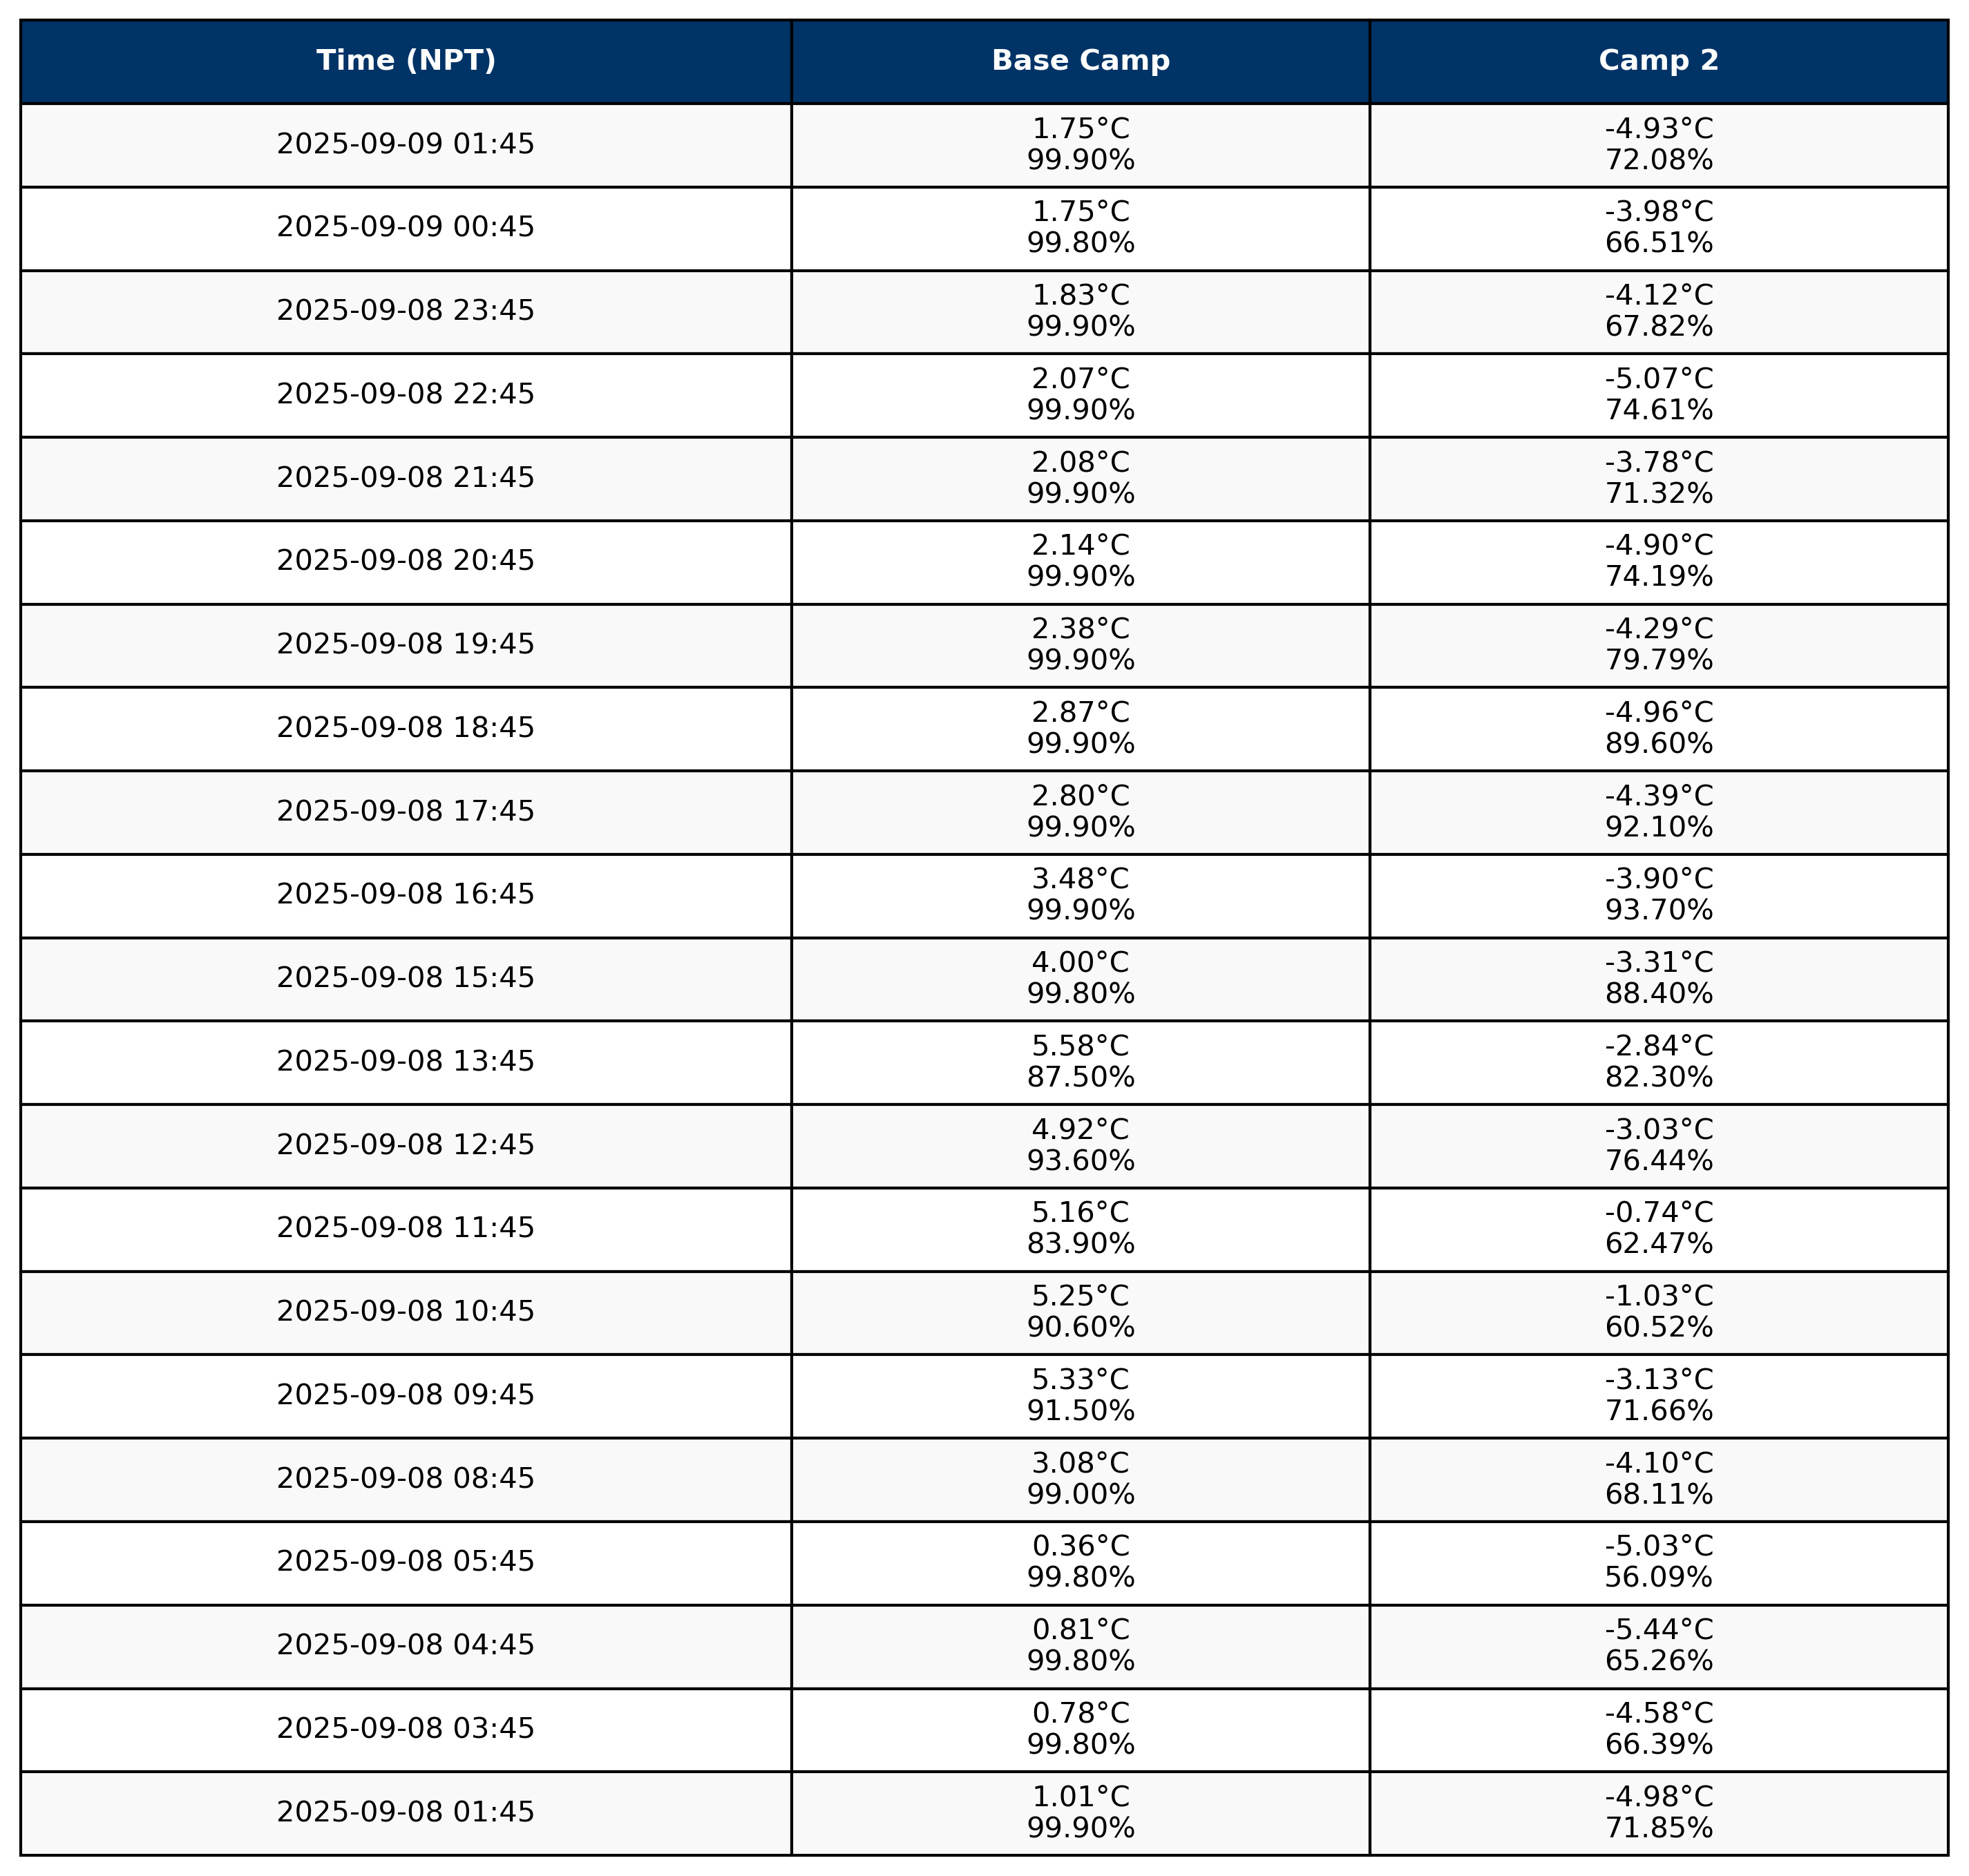 Time (NPT) Base Camp Camp 2
2025-09-09 01:45 1.75°C 99.90% -4.93°C 72.08%
2025-09-09 00:45 1.75°C 99.80% -3.98°C 66.51%
2025-09-08 23:45 1.83°C 99.90% -4.12°C 67.82%
2025-09-08 22:45 2.07°C 99.90% -5.07°C 74.61%
2025-09-08 21:45 2.08°C 99.90% -3.78°C 71.32%
2025-09-08 20:45 2.14°C 99.90% -4.90°C 74.19%
2025-09-08 19:45 2.38°C 99.90% -4.29°C 79.79%
2025-09-08 18:45 2.87°C 99.90% -4.96°C 89.60%
2025-09-08 17:45 2.80°C 99.90% -4.39°C 92.10%
2025-09-08 16:45 3.48°C 99.90% -3.90°C 93.70%
2025-09-08 15:45 4.00°C 99.80% -3.31°C 88.40%
2025-09-08 13:45 5.58°C 87.50% -2.84°C 82.30%
2025-09-08 12:45 4.92°C 93.60% -3.03°C 76.44%
2025-09-08 11:45 5.16°C 83.90% -0.74°C 62.47%
2025-09-08 10:45 5.25°C 90.60% -1.03°C 60.52%
2025-09-08 09:45 5.33°C 91.50% -3.13°C 71.66%
2025-09-08 08:45 3.08°C 99.00% -4.10°C 68.11%
2025-09-08 05:45 0.36°C 99.80% -5.03°C 56.09%
2025-09-08 04:45 0.81°C 99.80% -5.44°C 65.26%
2025-09-08 03:45 0.78°C 99.80% -4.58°C 66.39%
2025-09-08 01:45 1.01°C 99.90% -4.98°C 71.85%